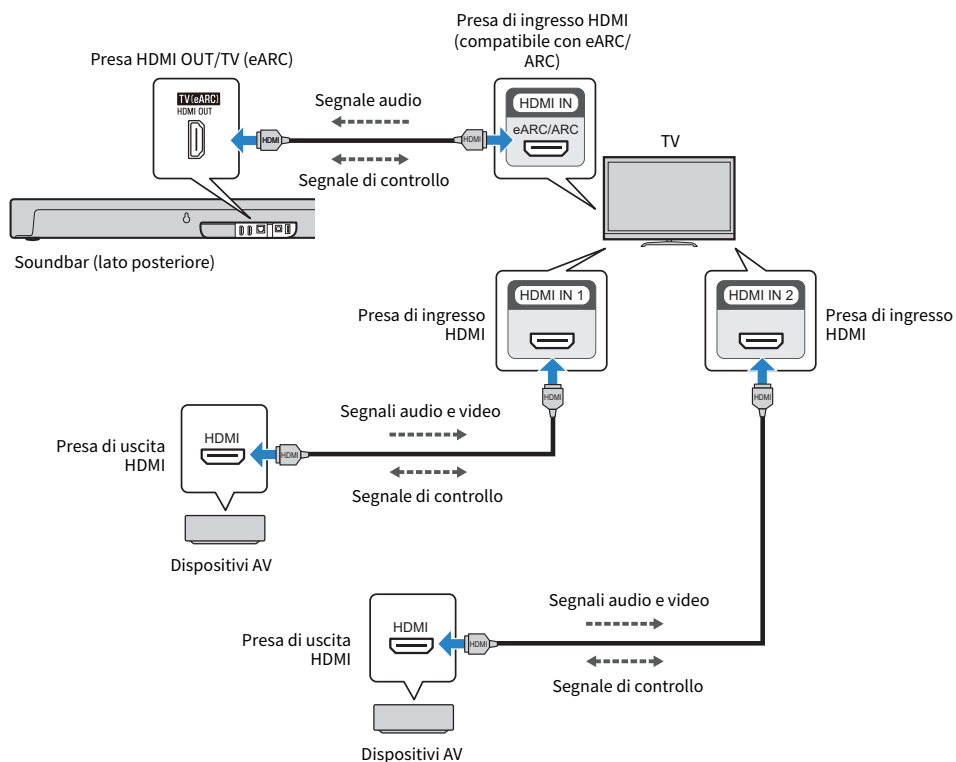 Presa di ingresso HDMI
(compatibile con eARC/
ARC)
Presa HDMI OUT/TV (eARC)
TV(eARC)
HDMI OUT
Segnale audio
HDMI IN
eARC/ARC
HDMI
HDMI
TV
Segnale di controllo
Soundbar (lato posteriore)
HDMI IN 1
HDMI IN 2
Presa di ingresso
HDMI
Presa di ingresso
HDMI
HDMI
HDMI
Segnali audio e video
HDMI
Presa di uscita
HDMI
HDMI
Segnale di controllo
Dispositivi AV
Segnali audio e video
HDMI
Presa di uscita
HDMI
HDMI
Segnale di controllo
Dispositivi AV